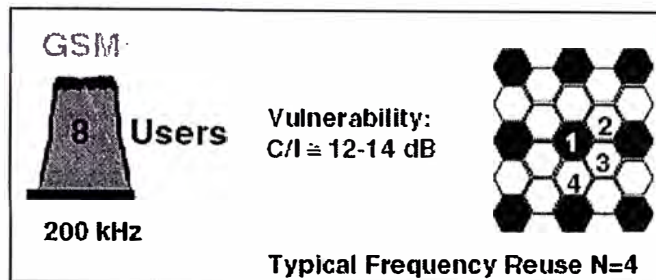 GSM
8 Users
Vulnerability:
C/I ≅ 12-14 dB
200 kHz
1
2
3
4
Typical Frequency Reuse N=4